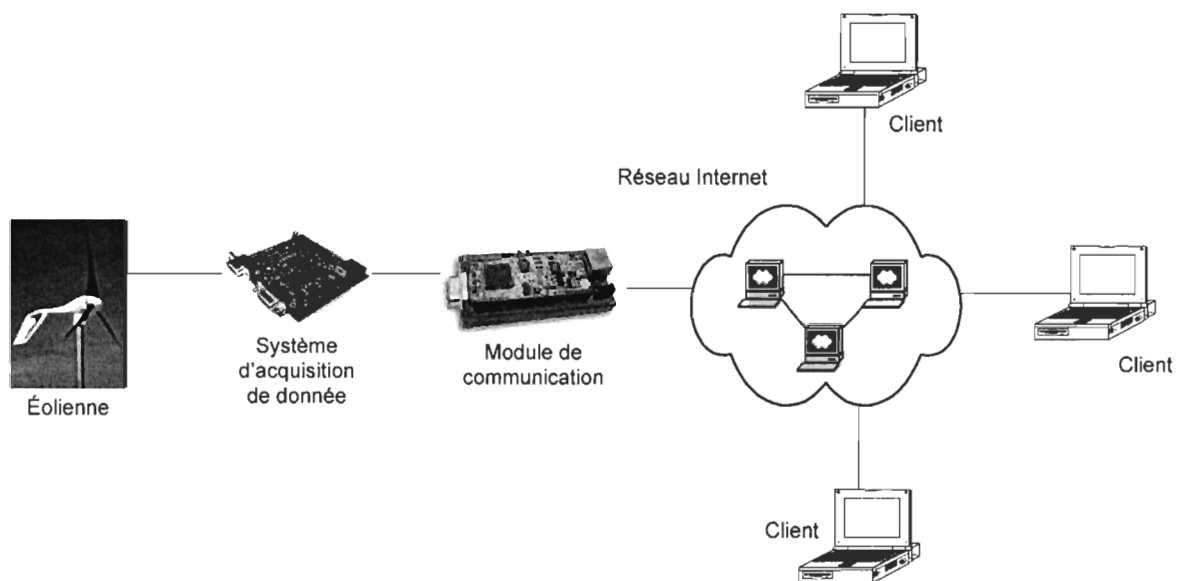 Client
Réseau Internet
Client
Éolienne
Système
d'acquisition
de donnée
Module de
communication
Client